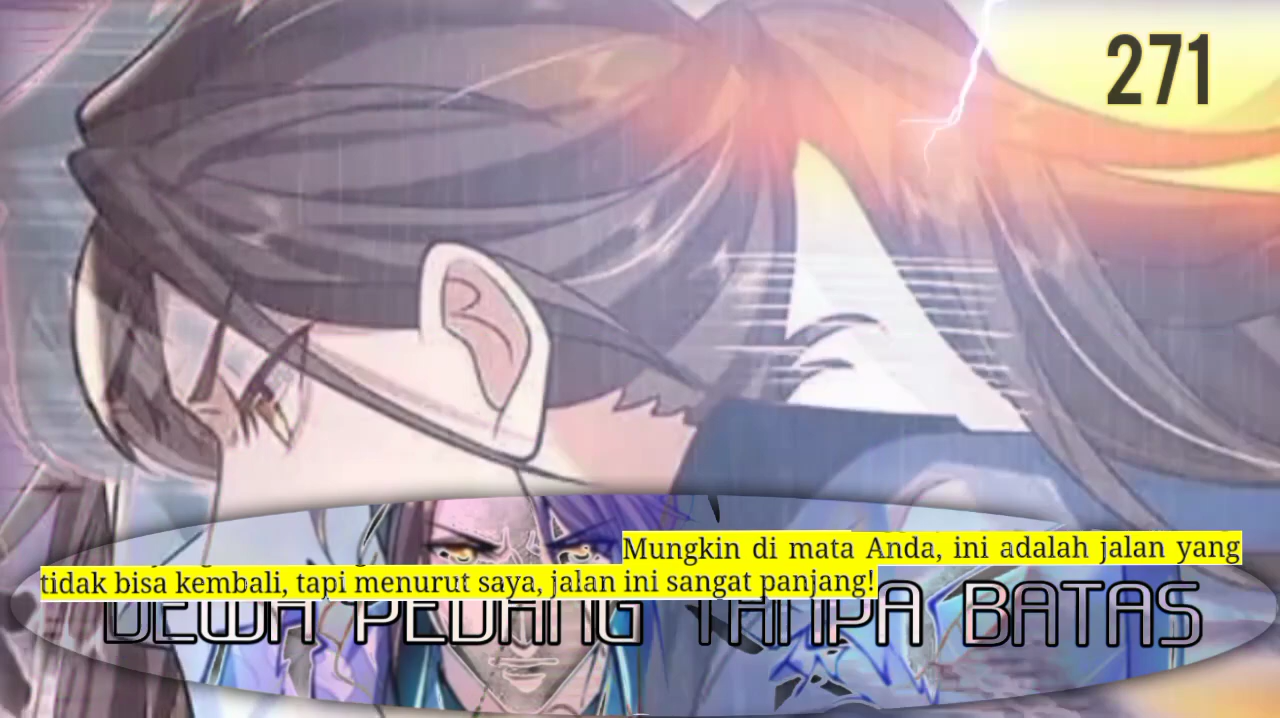 271
Mungkin di mata Anda, ini adalah jalan yang
tidak bisa kembali, tapi menurut saya, jalan ini sangat panjang!
DEWA PEDANG TANPA BATAS